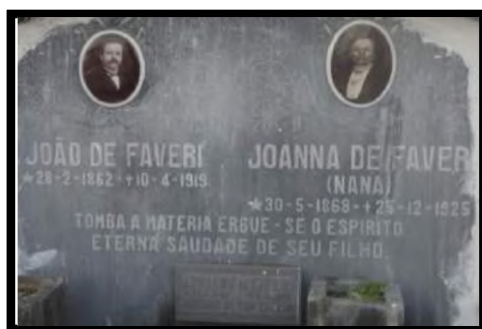 JOÃO DE FAVERI
★28-2-1862-✝10-4-1919
JOANNA DE FAVER
(NANA)
★30-5-1868-✝25-12-1925
TOMBA A MATERIA ERGUE-SE O ESPIRITO
ETERNA SAUDADE DE SEU FILHO.